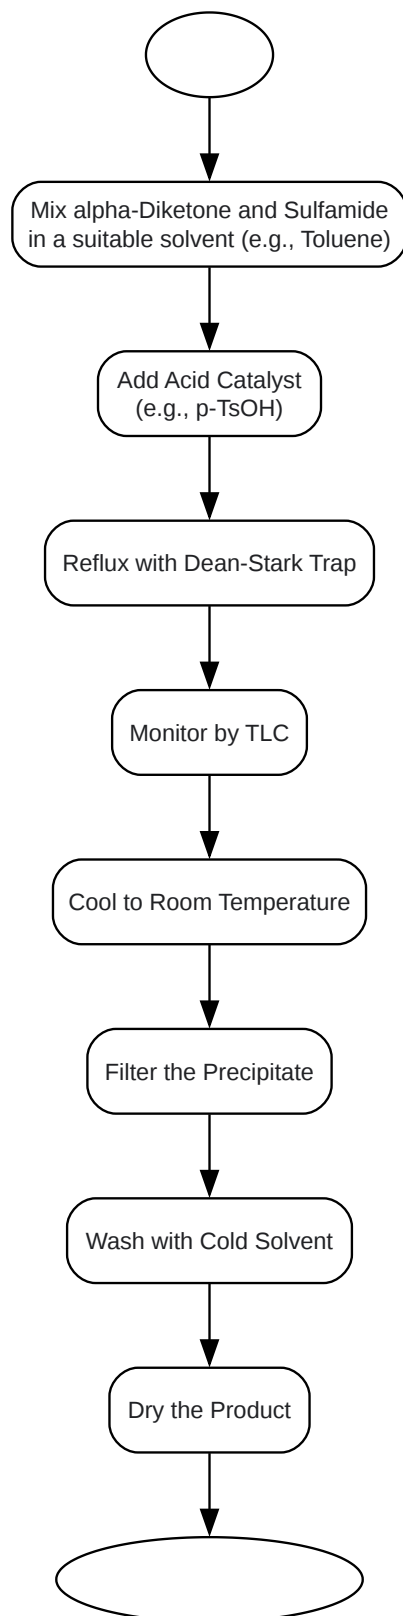 Mix alpha-Diketone and Sulfamide
in a suitable solvent (e.g., Toluene)
Add Acid Catalyst
(e.g., p-TsOH)
Reflux with Dean-Stark Trap
Monitor by TLC
Cool to Room Temperature
Filter the Precipitate
Wash with Cold Solvent
Dry the Product